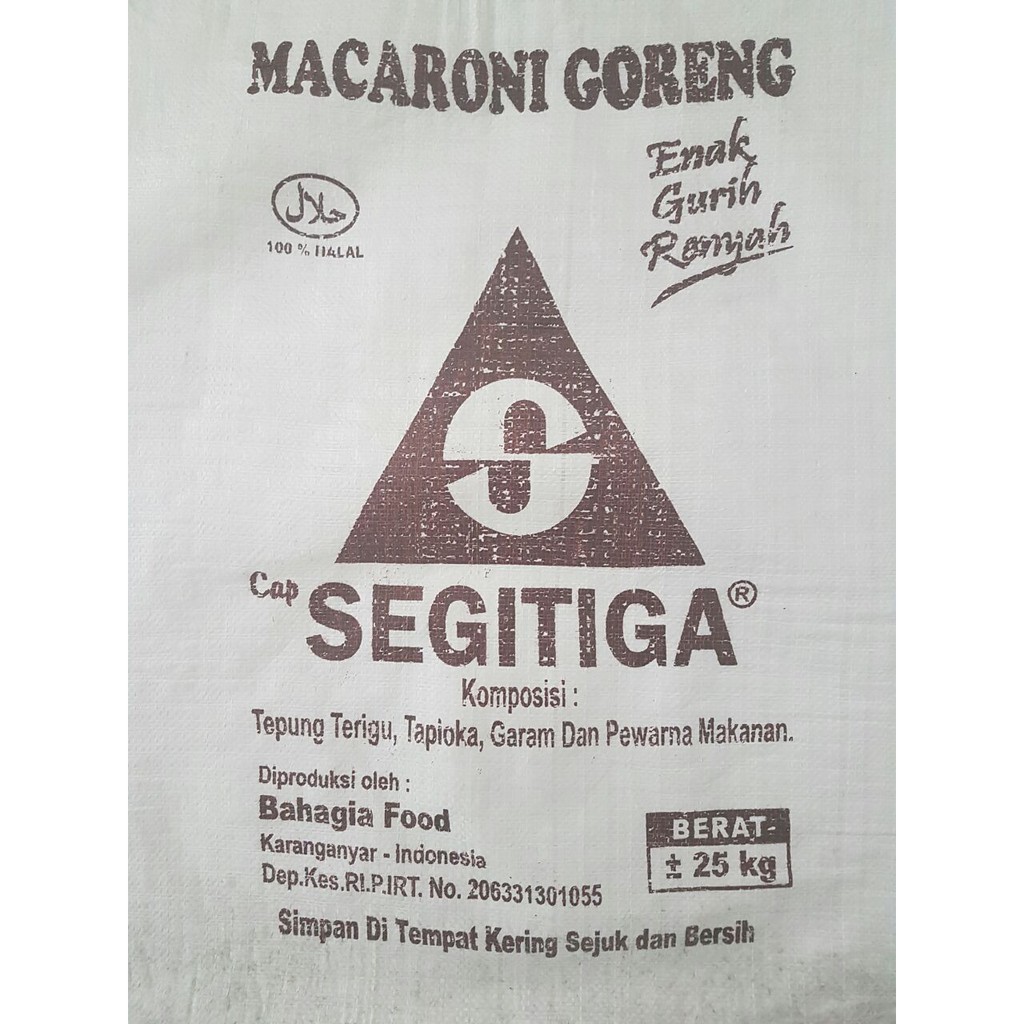 MACARONI GORENG
Enak
Gurih
Renyah
حلال
100 % HALAL
S
Cap SEGITIGA®
Komposisi :
Tepung Terigu, Tapioka, Garam Dan Pewarna Makanan.
Diproduksi oleh :
Bahagia Food
Karanganyar - Indonesia
Dep.Kes.RI.P.IRT. No. 206331301055
BERAT
± 25 kg
Simpan Di Tempat Kering Sejuk dan Bersih